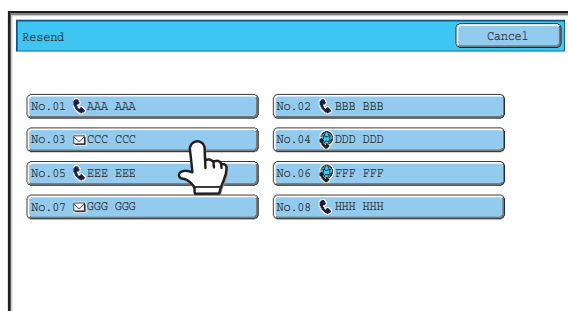 Resend Cancel
No.01 AAA AAA No.02 BBB BBB
No.03 CCC CCC No.04 DDD DDD
No.05 EEE EEE No.06 FFF FFF
No.07 GGG GGG No.08 HHH HHH